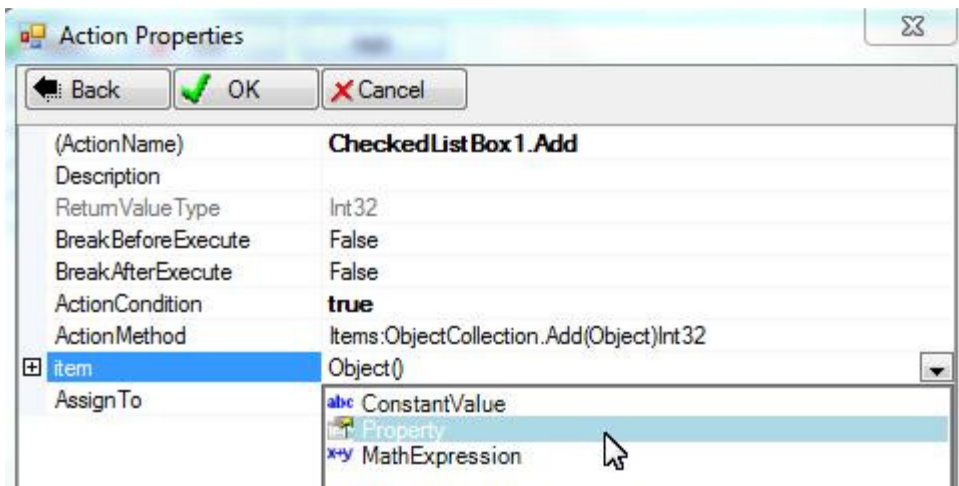 Action Properties
Back OK Cancel
(ActionName) CheckedListBox1.Add
Description
ReturnValueType Int32
BreakBeforeExecute False
BreakAfterExecute False
ActionCondition true
ActionMethod Items:ObjectCollection.Add(Object)Int32
item Object()
AssignTo abc ConstantValue
Property
x+y MathExpression